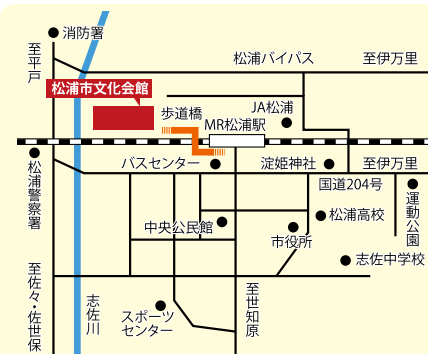 消防署
至平戸
松浦バイパス
至伊万里
松浦市文化会館
歩道橋
JA松浦
MR松浦駅
バスセンター
淀姫神社
至伊万里
松浦警察署
国道204号
運動公園
松浦高校
中央公民館
市役所
志佐中学校
至佐々・佐世保
志佐川
スポーツ
センター
至世知原